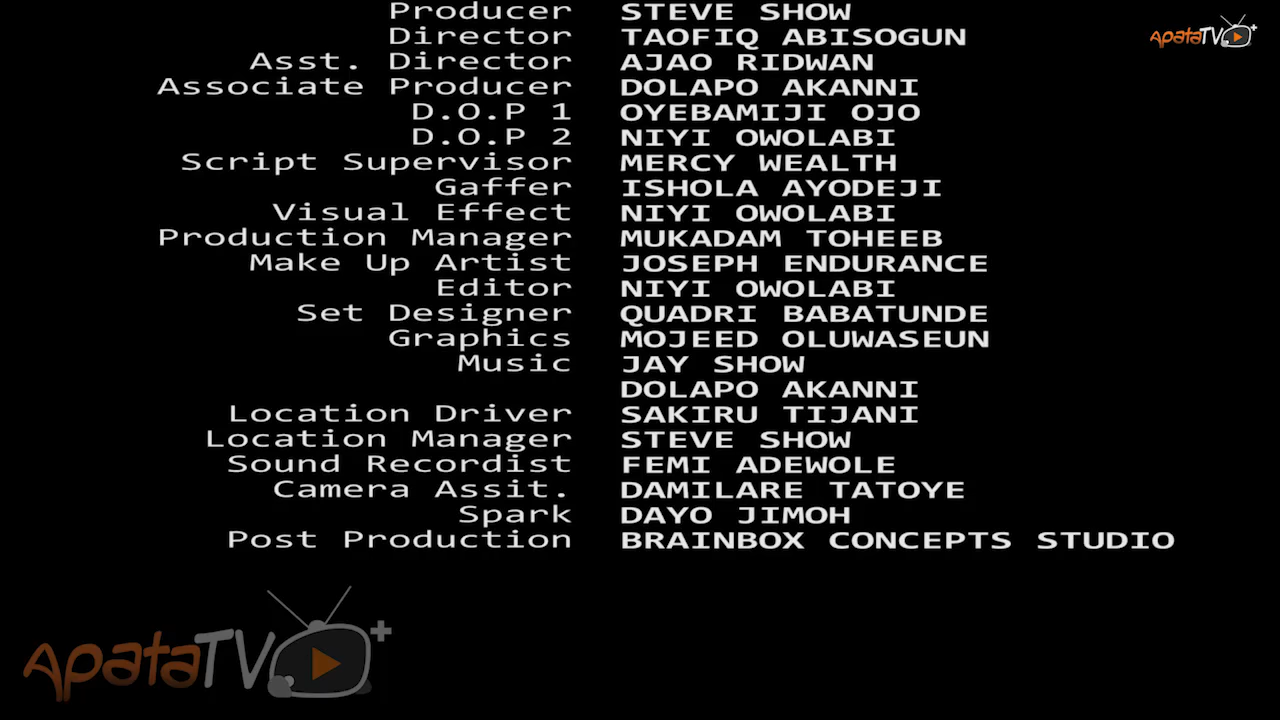 Producer STEVE SHOW
ApataTV+
Director TAOFIQ ABISOGUN
Asst. Director AJAO RIDWAN
Associate Producer DOLAPO AKANNI
D.O.P 1 OYEBAMIJI OJO
D.O.P 2 NIYI OWOLABI
Script Supervisor MERCY WEALTH
Gaffer ISHOLA AYODEJI
Visual Effect NIYI OWOLABI
Production Manager MUKADAM TOHEEB
Make Up Artist JOSEPH ENDURANCE
Editor NIYI OWOLABI
Set Designer QUADRI BABATUNDE
Graphics MOJEED OLUWASEUN
Music JAY SHOW
DOLAPO AKANNI
Location Driver SAKIRU TIJANI
Location Manager STEVE SHOW
Sound Recordist FEMI ADEWOLE
Camera Assit. DAMILARE TATOYE
Spark DAYO JIMOH
Post Production BRAINBOX CONCEPTS STUDIO
ApataTV+